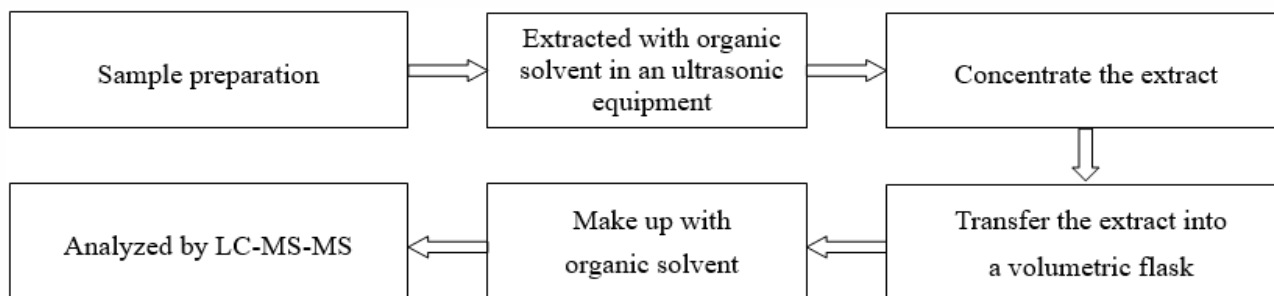 Sample preparation
Extracted with organic
solvent in an ultrasonic
equipment
Concentrate the extract
Transfer the extract into
a volumetric flask
Make up with
organic solvent
Analyzed by LC-MS-MS